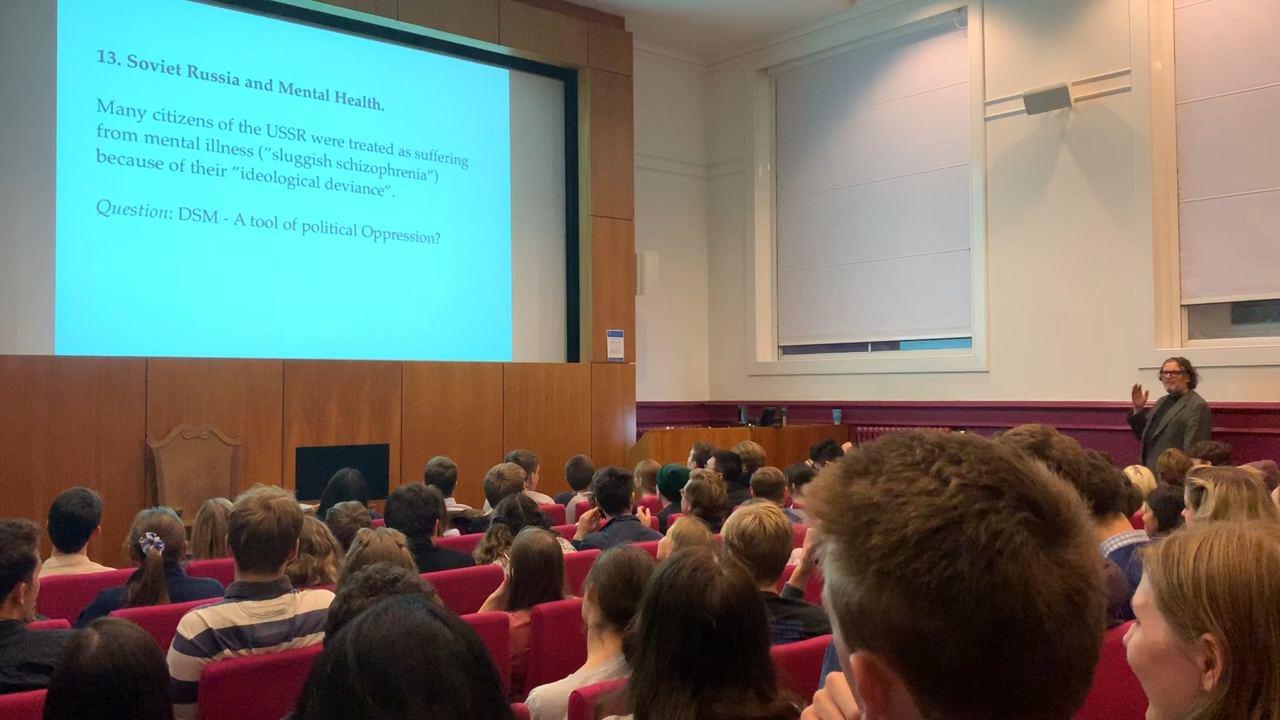 13. Soviet Russia and Mental Health.
Many citizens of the USSR were treated as suffering
from mental illness (“sluggish schizophrenia”)
because of their “ideological deviance”.
Question: DSM - A tool of political Oppression?